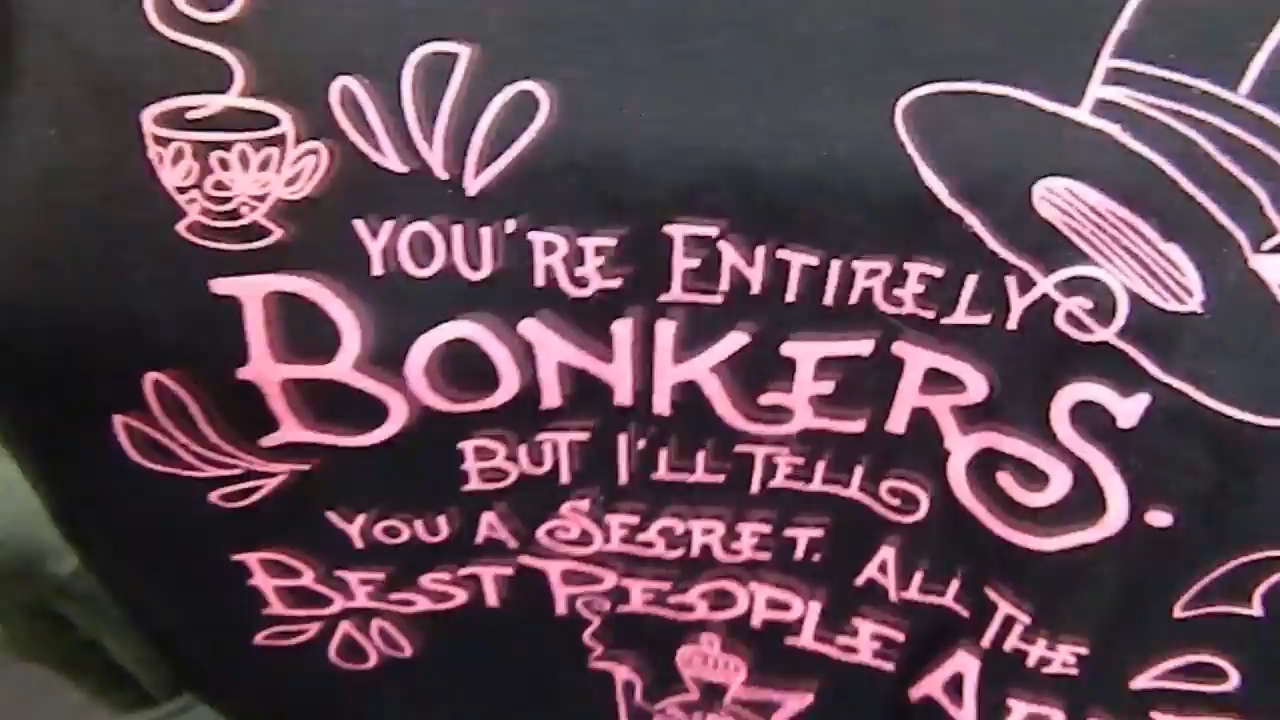 YOU'RE ENTIRELY
BONKERS.
BUT I'LL TELL
YOU A SECRET. ALL THE
BEST PEOPLE